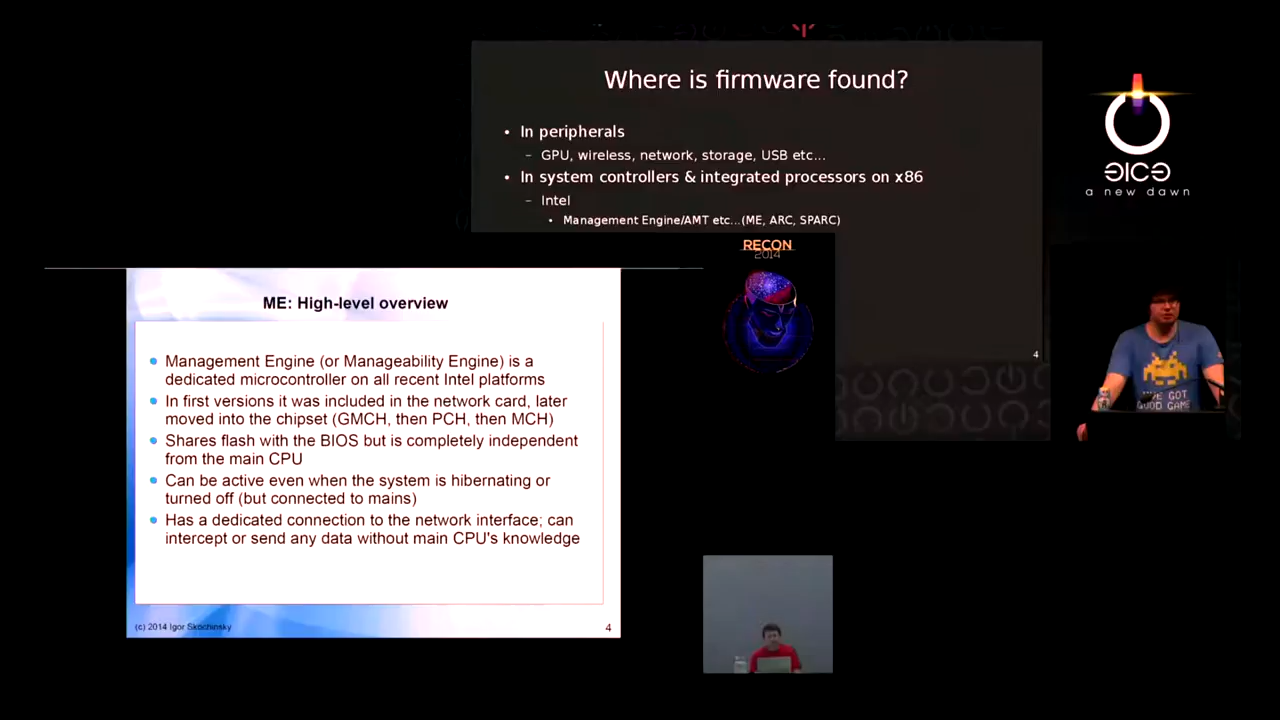 Where is firmware found?
• In peripherals
– GPU, wireless, network, storage, USB etc...
• In system controllers & integrated processors on x86
– Intel
• Management Engine/AMT etc...(ME, ARC, SPARC)
4
a new dawn
WE'VE GOT
GOOD GAME
RECON
2014
ME: High-level overview
Management Engine (or Manageability Engine) is a
dedicated microcontroller on all recent Intel platforms
In first versions it was included in the network card, later
moved into the chipset (GMCH, then PCH, then MCH)
Shares flash with the BIOS but is completely independent
from the main CPU
Can be active even when the system is hibernating or
turned off (but connected to mains)
Has a dedicated connection to the network interface; can
intercept or send any data without main CPU's knowledge
(c) 2014 Igor Skochinsky
4